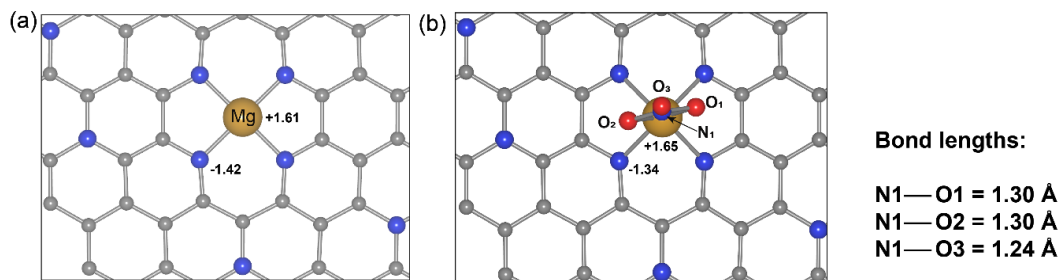 (a)
Mg
+1.61
-1.42
(b)
O₃
O₁
O₂
N₁
+1.65
-1.34
Bond lengths:
N1—O1 = 1.30 Å
N1—O2 = 1.30 Å
N1—O3 = 1.24 Å